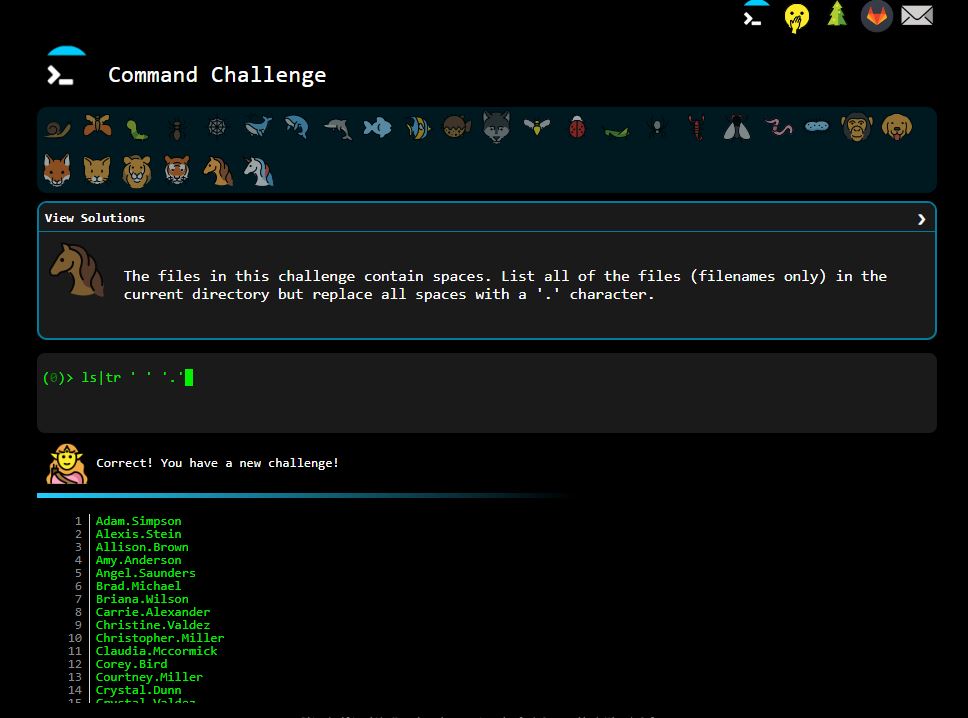 Command Challenge
View Solutions
The files in this challenge contain spaces. List all of the files (filenames only) in the
current directory but replace all spaces with a '.' character.
(0)> ls|tr ' ' '.'
Correct! You have a new challenge!
1 Adam.Simpson
2 Alexis.Stein
3 Allison.Brown
4 Amy.Anderson
5 Angel.Saunders
6 Brad.Michael
7 Briana.Wilson
8 Carrie.Alexander
9 Christine.Valdez
10 Christopher.Miller
11 Claudia.Mccormick
12 Corey.Bird
13 Courtney.Miller
14 Crystal.Dunn
15 Crystal.Valdez